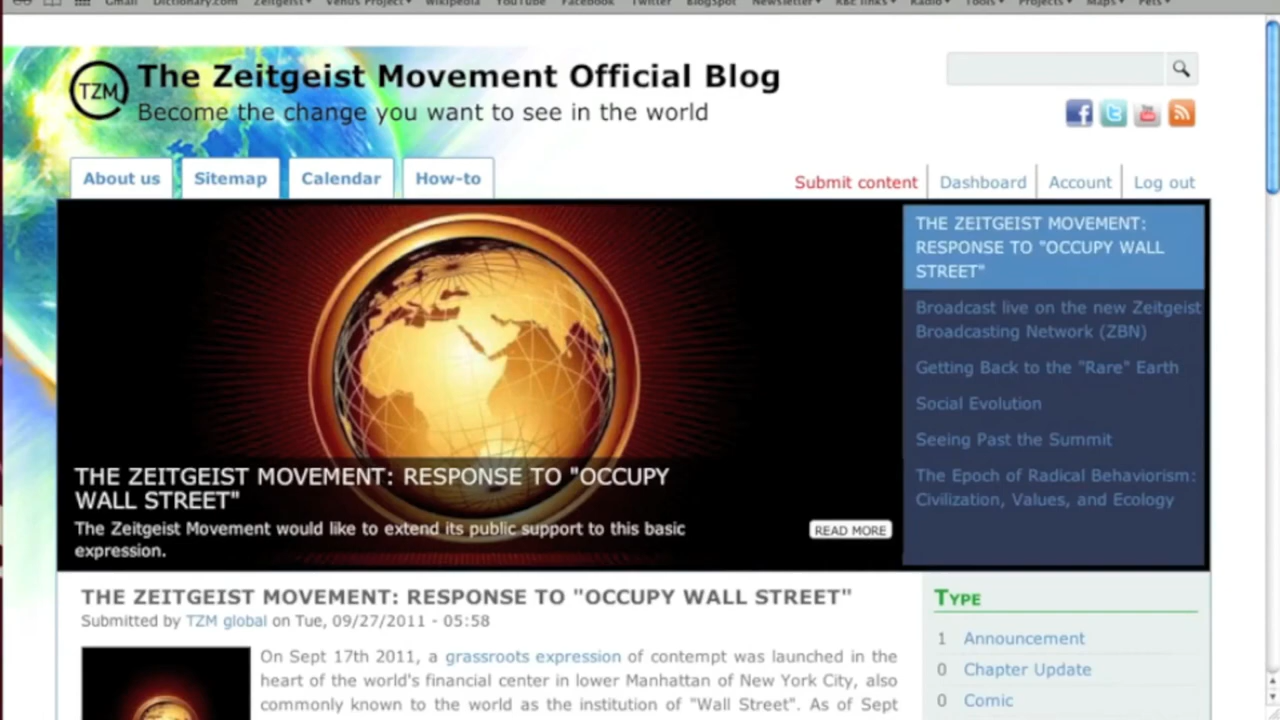 Gmail Dictionary.com Zeitgeist Venus Project Wikipedia YouTube Facebook Twitter BlogSpot Newsletter RBE links Radio Tools Projects Maps Pets
TZM
The Zeitgeist Movement Official Blog
Become the change you want to see in the world
About us Sitemap Calendar How-to
Submit content Dashboard Account Log out
THE ZEITGEIST MOVEMENT:
RESPONSE TO "OCCUPY WALL
STREET"
Broadcast live on the new Zeitgeist
Broadcasting Network (ZBN)
Getting Back to the "Rare" Earth
Social Evolution
Seeing Past the Summit
The Epoch of Radical Behaviorism:
Civilization, Values, and Ecology
THE ZEITGEIST MOVEMENT: RESPONSE TO "OCCUPY
WALL STREET"
The Zeitgeist Movement would like to extend its public support to this basic
expression.
READ MORE
THE ZEITGEIST MOVEMENT: RESPONSE TO "OCCUPY WALL STREET"
Submitted by TZM global on Tue, 09/27/2011 - 05:58
On Sept 17th 2011, a grassroots expression of contempt was launched in the
heart of the world's financial center in lower Manhattan of New York City, also
commonly known to the world as the institution of "Wall Street". As of Sept
TYPE
1 Announcement
0 Chapter Update
0 Comic